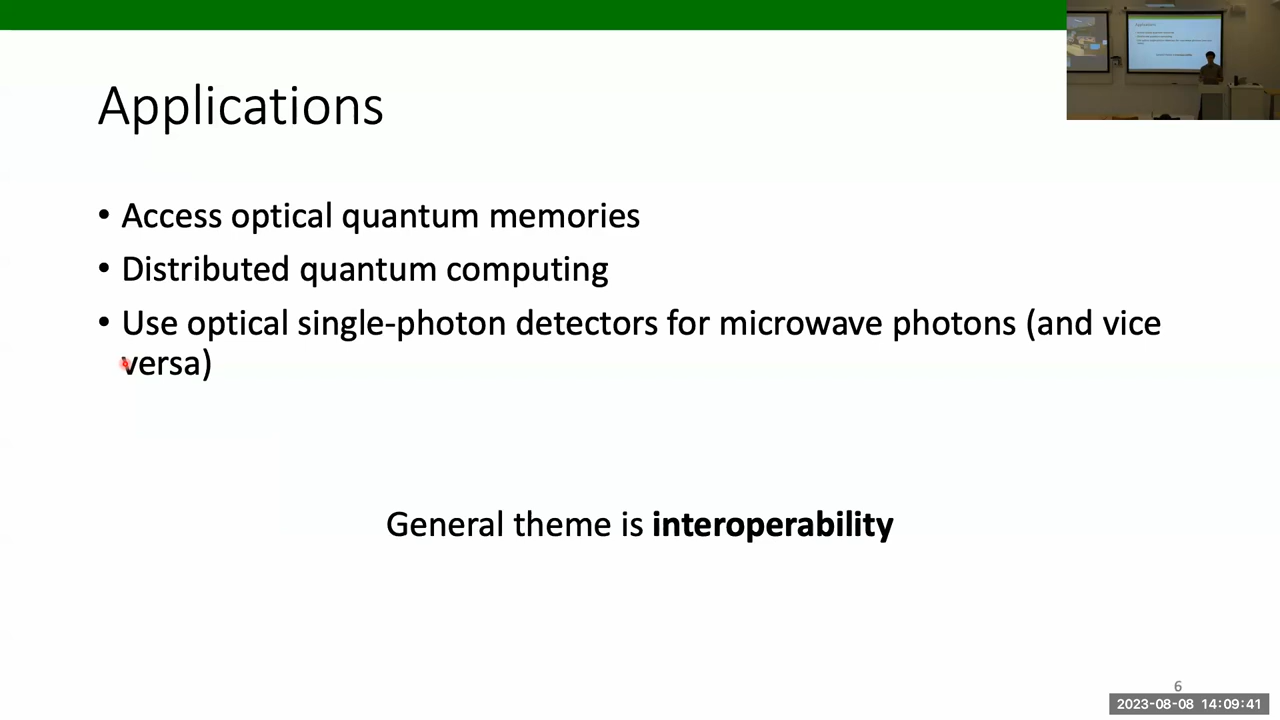 Applications
• Access optical quantum memories
• Distributed quantum computing
• Use optical single-photon detectors for microwave photons (and vice
versa)
General theme is interoperability
6
2023-08-08 14:09:41